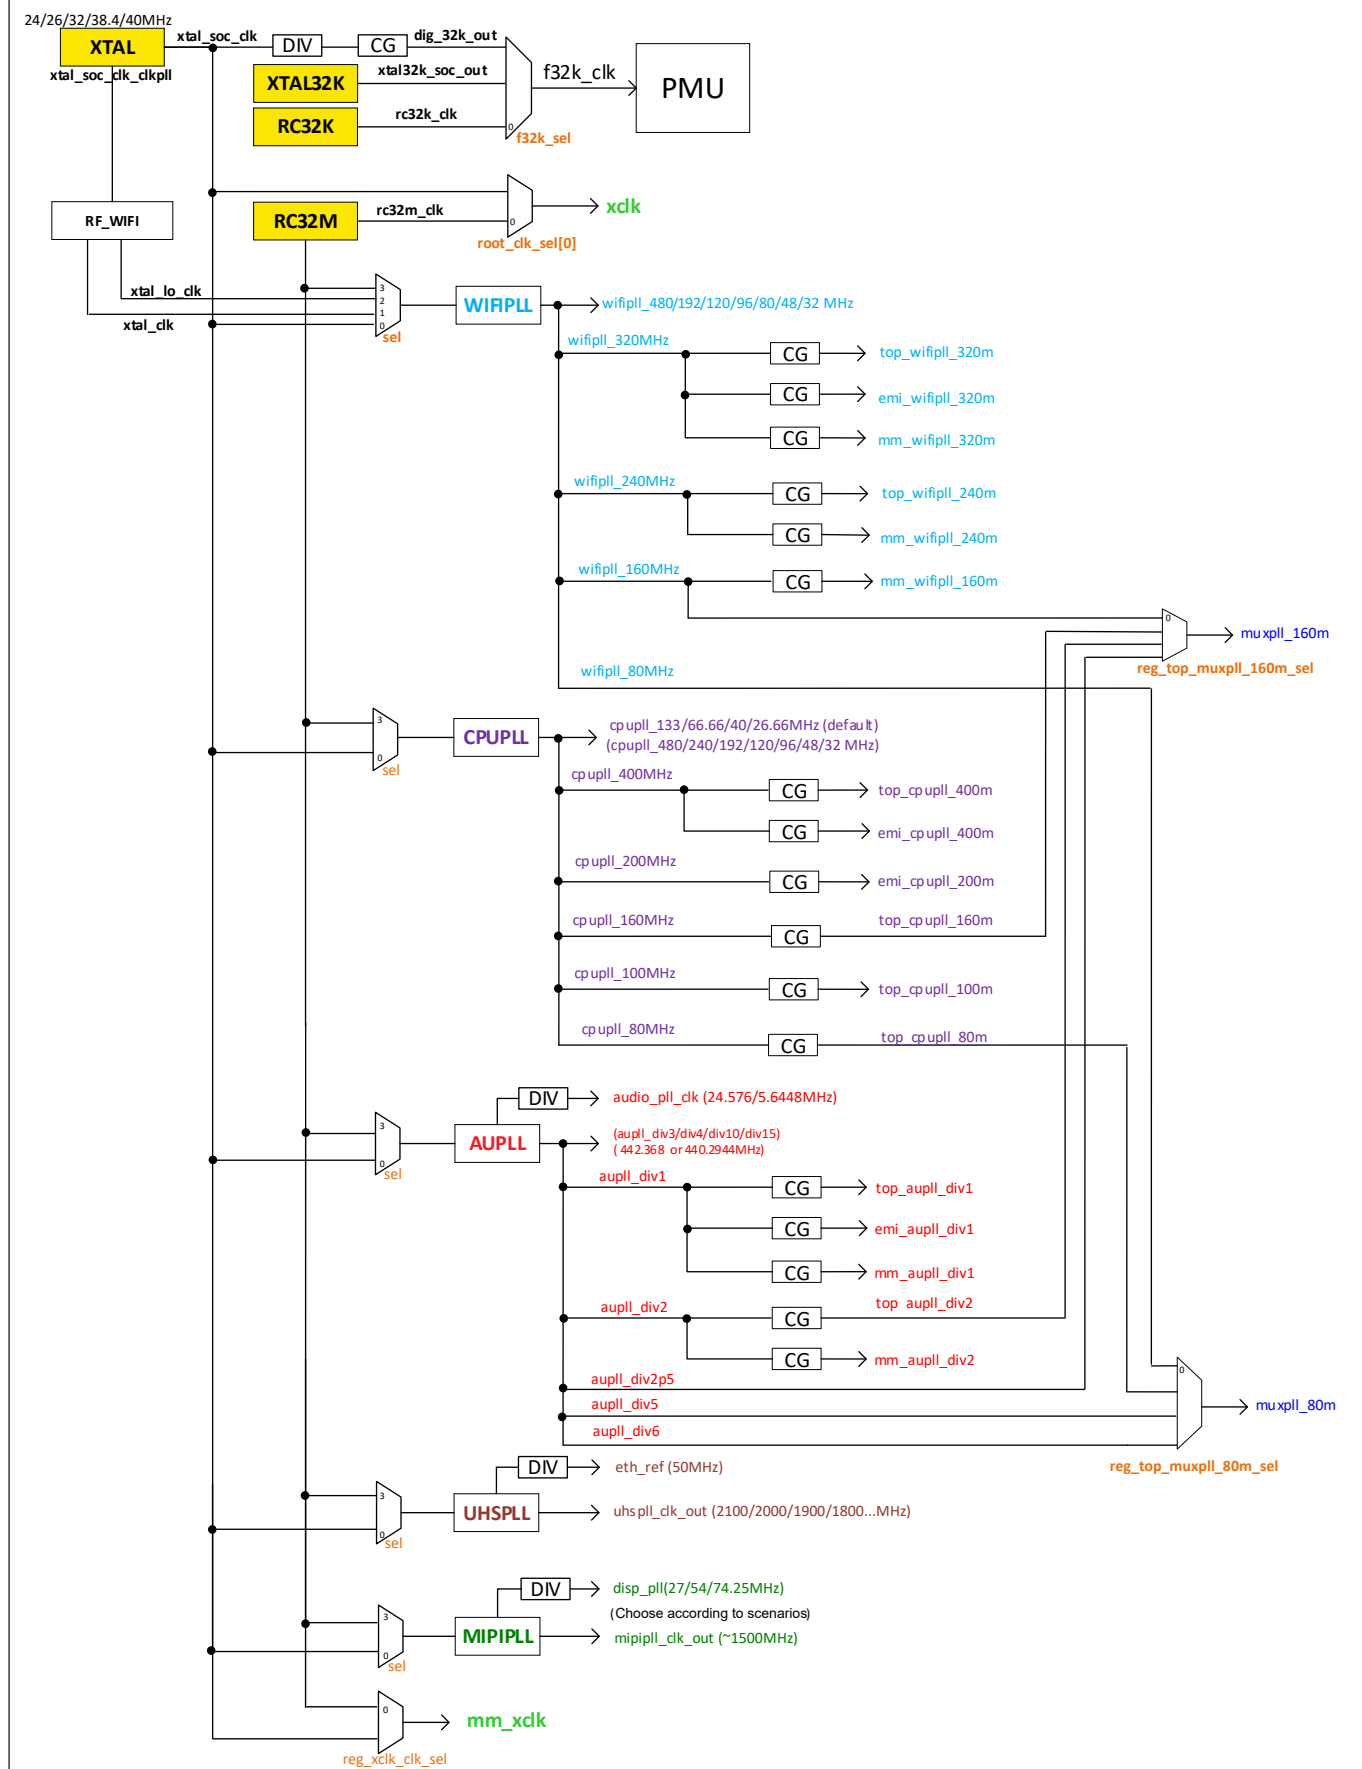 24/26/32/38.4/40MHz
XTAL
xtal_soc_clk
DIV
CG
dig_32k_out
xtal_soc_clk_clkpll
XTAL32K
xtal32k_soc_out
f32k_clk
PMU
RC32K
rc32k_clk
0
f32k_sel
RF_WIFI
RC32M
rc32m_clk
0
xclk
root_clk_sel[0]
xtal_lo_clk
xtal_clk
3
2
1
0
sel
WIFIPLL
wifipll_480/192/120/96/80/48/32 MHz
wifipll_320MHz
CG
top_wifipll_320m
CG
emi_wifipll_320m
CG
mm_wifipll_320m
wifipll_240MHz
CG
top_wifipll_240m
CG
mm_wifipll_240m
wifipll_160MHz
CG
mm_wifipll_160m
0
muxpll_160m
reg_top_muxpll_160m_sel
wifipll_80MHz
3
0
sel
CPUPLL
cpupll_133/66.66/40/26.66MHz (default)
(cpupll_480/240/192/120/96/48/32 MHz)
cpupll_400MHz
CG
top_cpupll_400m
CG
emi_cpupll_400m
cpupll_200MHz
CG
emi_cpupll_200m
cpupll_160MHz
CG
top_cpupll_160m
cpupll_100MHz
CG
top_cpupll_100m
cpupll_80MHz
CG
top_cpupll_80m
DIV
audio_pll_clk (24.576/5.6448MHz)
3
0
sel
AUPLL
(aupll_div3/div4/div10/div15)
( 442.368 or 440.2944MHz)
aupll_div1
CG
top_aupll_div1
CG
emi_aupll_div1
CG
mm_aupll_div1
aupll_div2
CG
top_aupll_div2
CG
mm_aupll_div2
aupll_div2p5
aupll_div5
aupll_div6
0
muxpll_80m
reg_top_muxpll_80m_sel
DIV
eth_ref (50MHz)
3
0
sel
UHSPLL
uhspll_clk_out (2100/2000/1900/1800...MHz)
DIV
disp_pll(27/54/74.25MHz)
(Choose according to scenarios)
3
0
sel
MIPIPLL
mipipll_clk_out (~1500MHz)
0
mm_xclk
reg_xclk_clk_sel